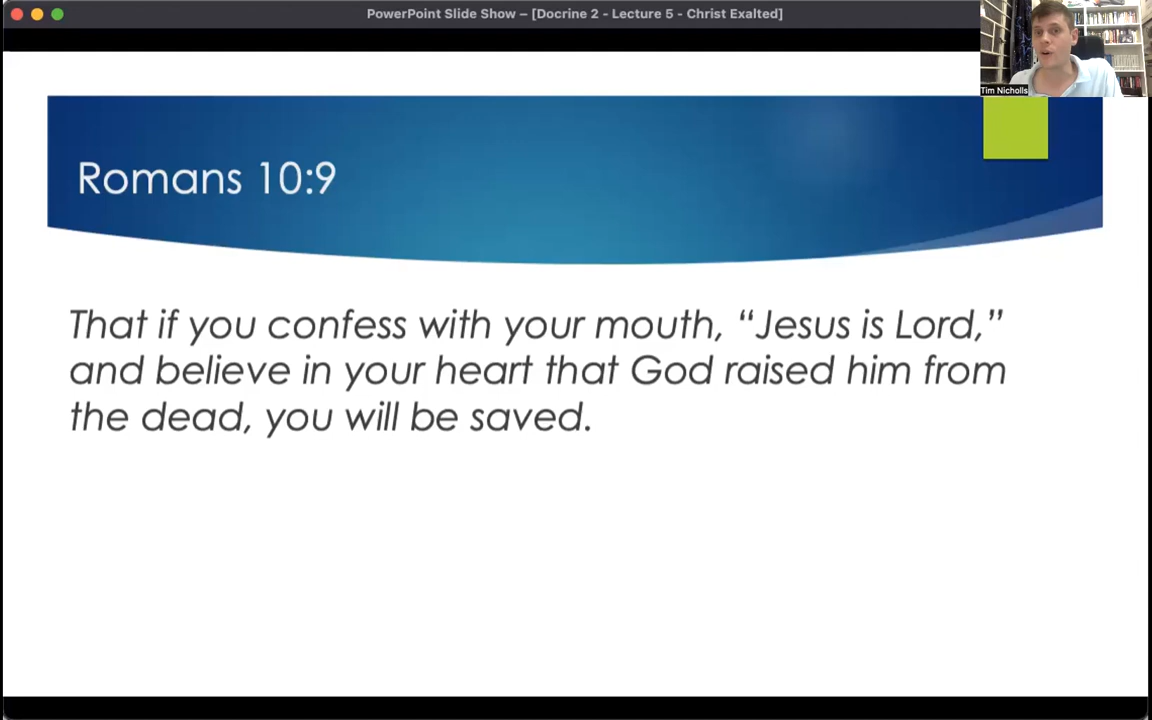 PowerPoint Slide Show – [Docrine 2 - Lecture 5 - Christ Exalted]
Tim Nicholls
Romans 10:9
That if you confess with your mouth, “Jesus is Lord,”
and believe in your heart that God raised him from
the dead, you will be saved.